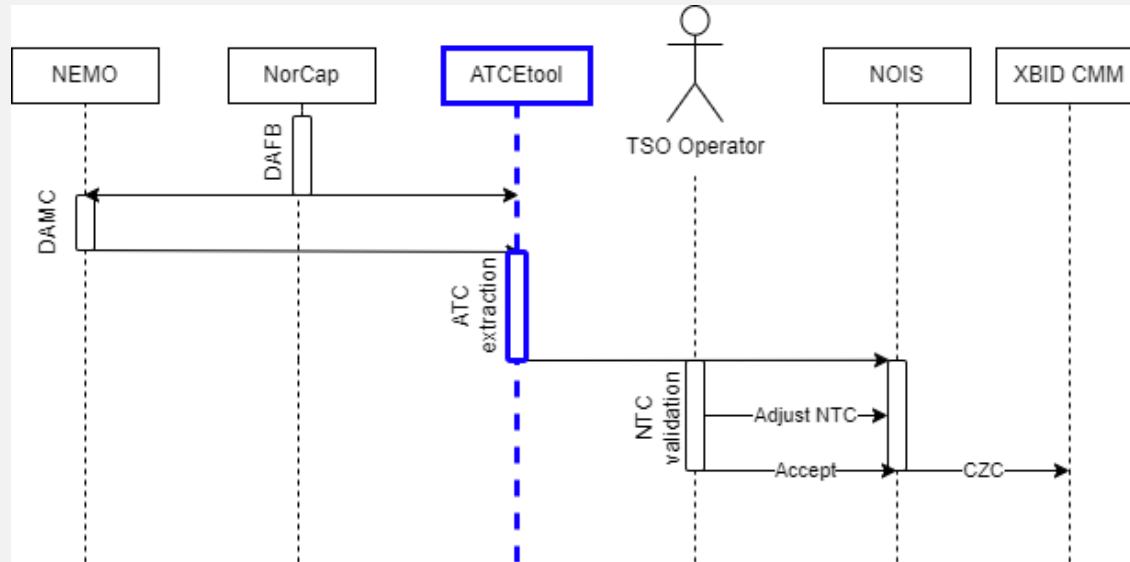 NEMO
NorCap
ATCEtool
TSO Operator
NOIS
XBID CMM
DAFB
DAMC
ATC
extraction
NTC
validation
Adjust NTC
Accept
CZC